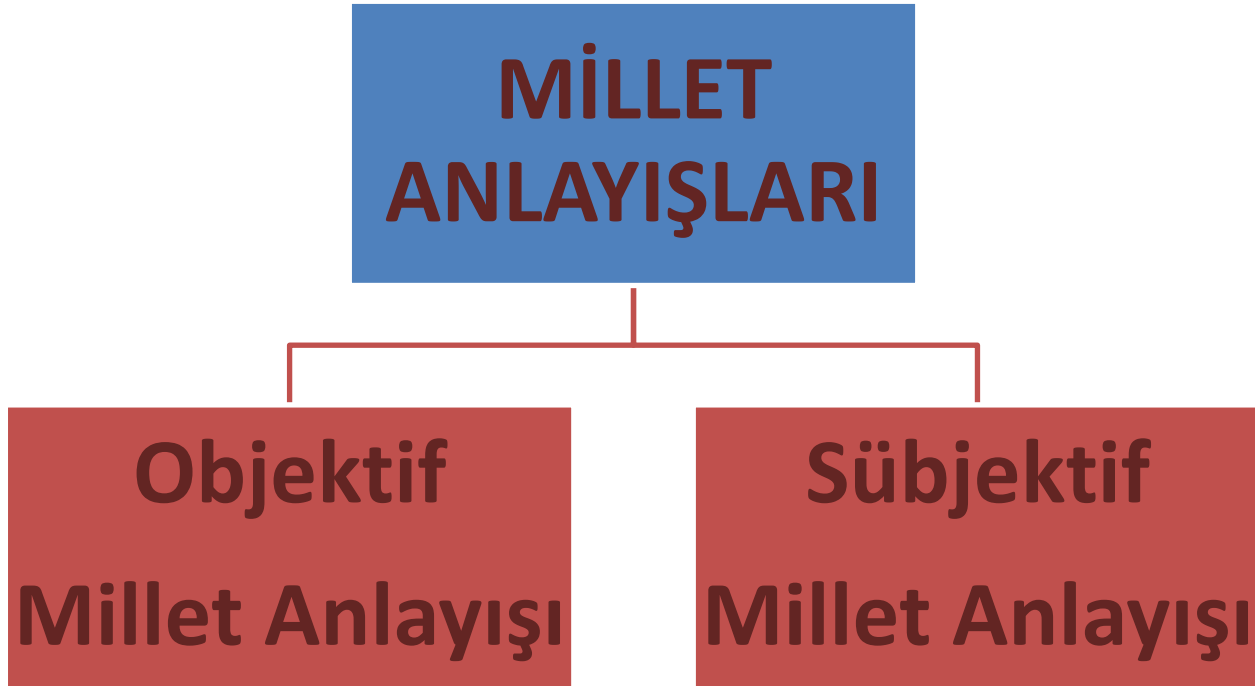 MİLLET
ANLAYIŞLARI
Objektif
Millet Anlayışı
Sübjektif
Millet Anlayışı